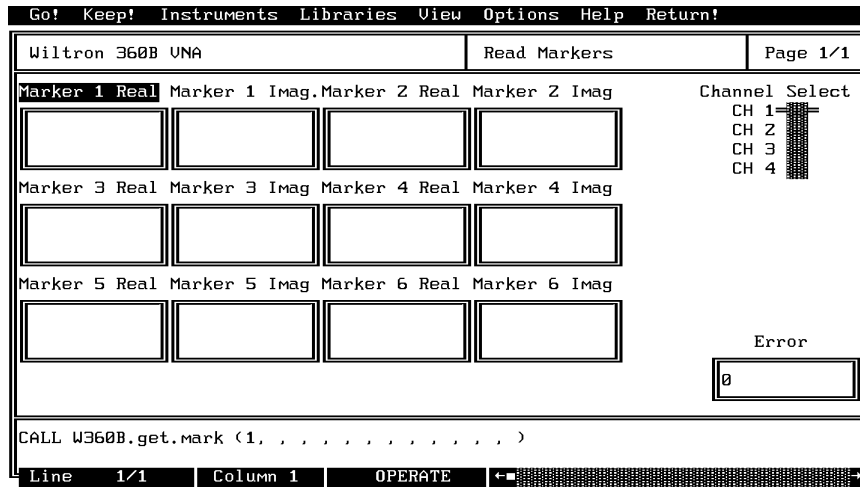 Go! Keep! Instruments Libraries View Options Help Return!
Wiltron 360B VNA Read Markers Page 1/1
Marker 1 Real Marker 1 Imag. Marker 2 Real Marker 2 Imag Channel Select
CH 1
CH 2
CH 3
CH 4
Marker 3 Real Marker 3 Imag Marker 4 Real Marker 4 Imag
Marker 5 Real Marker 5 Imag Marker 6 Real Marker 6 Imag
Error
0
CALL W360B.get.mark (1, , , , , , , , , , , , )
Line 1/1 Column 1 OPERATE